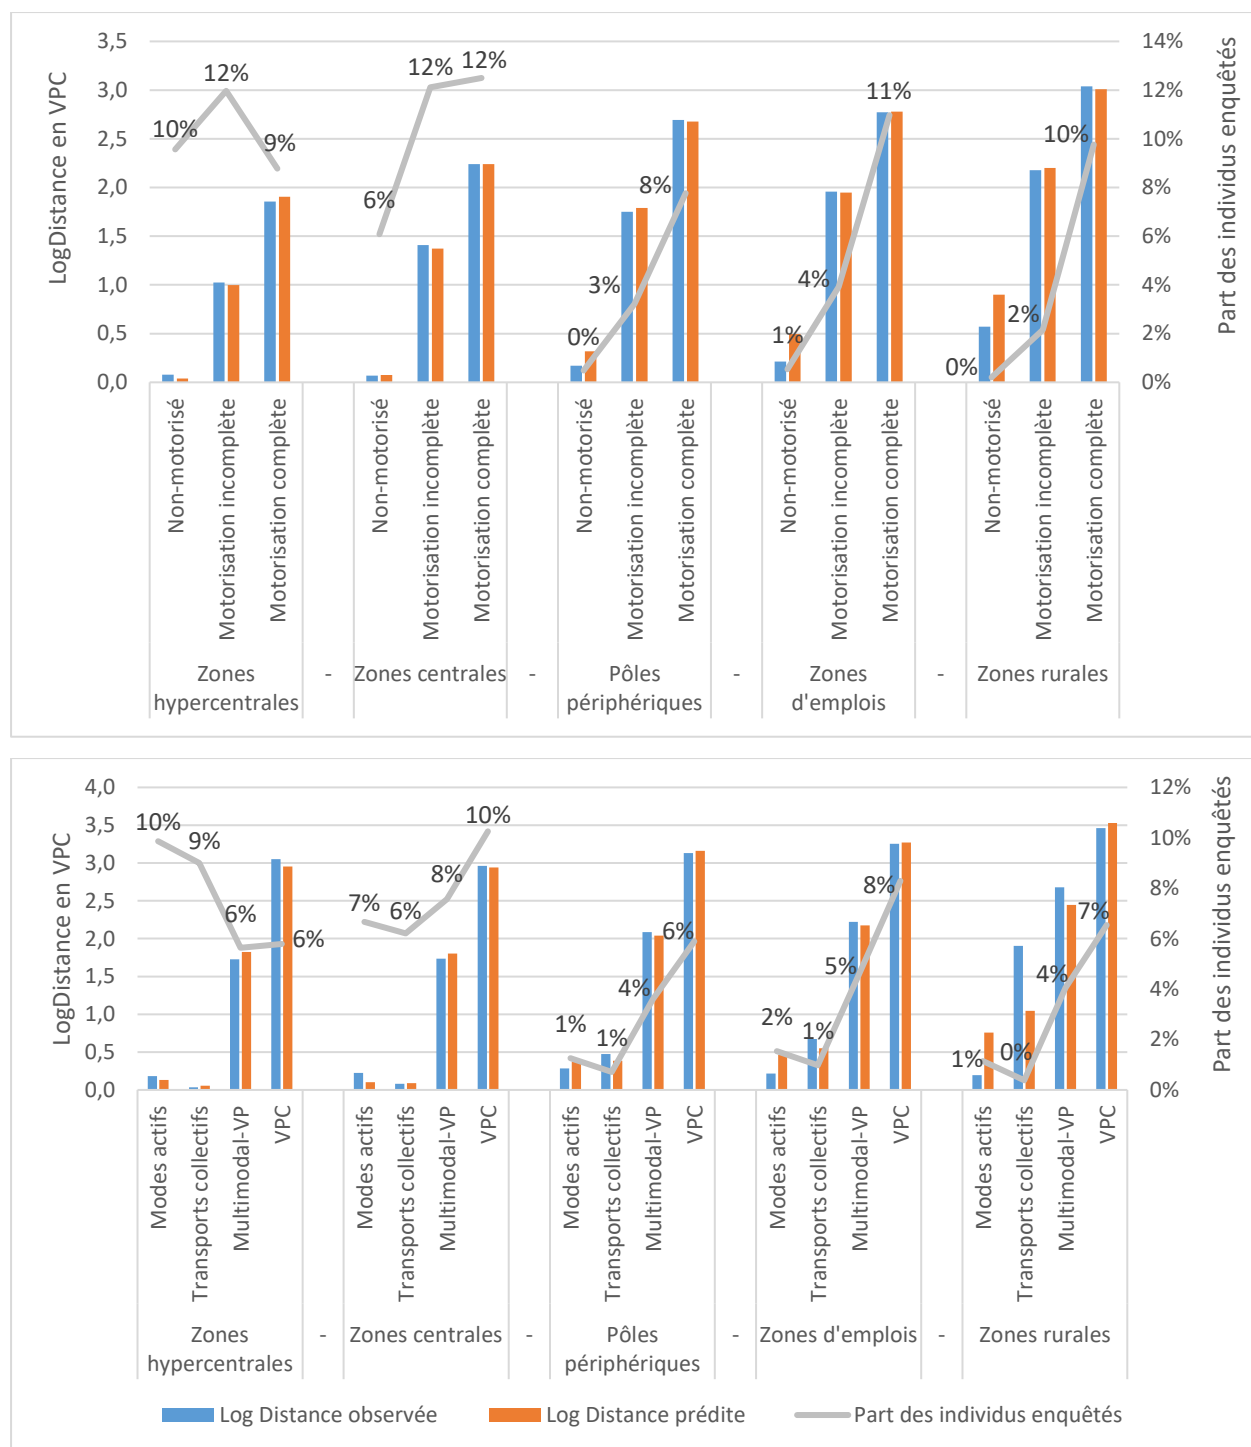 LogDistance en VPC
3,5
3,0
2,5
2,0
1,5
1,0
0,5
0,0
14%
12%
10%
8%
6%
4%
2%
0%
Part des individus enquêtés
10%
12%
9%
6%
12%
12%
0%
3%
8%
1%
4%
11%
0%
2%
10%
Non-motorisé
Motorisation incomplète
Motorisation complète
Non-motorisé
Motorisation incomplète
Motorisation complète
Non-motorisé
Motorisation incomplète
Motorisation complète
Non-motorisé
Motorisation incomplète
Motorisation complète
Non-motorisé
Motorisation incomplète
Motorisation complète
Zones
hypercentrales
-
Zones centrales
-
Pôles
périphériques
-
Zones
d'emplois
-
Zones rurales
LogDistance en VPC
4,0
3,5
3,0
2,5
2,0
1,5
1,0
0,5
0,0
12%
10%
8%
6%
4%
2%
0%
Part des individus enquêtés
10%
9%
6%
6%
7%
6%
8%
10%
1%
1%
4%
6%
2%
1%
5%
8%
1%
0%
4%
7%
Modes actifs
Transports collectifs
Multimodal-VP
VPC
Modes actifs
Transports collectifs
Multimodal-VP
VPC
Modes actifs
Transports collectifs
Multimodal-VP
VPC
Modes actifs
Transports collectifs
Multimodal-VP
VPC
Modes actifs
Transports collectifs
Multimodal-VP
VPC
Zones
hypercentrales
-
Zones centrales
-
Pôles
périphériques
-
Zones d'emplois
-
Zones rurales
Log Distance observée
Log Distance prédite
Part des individus enquêtés